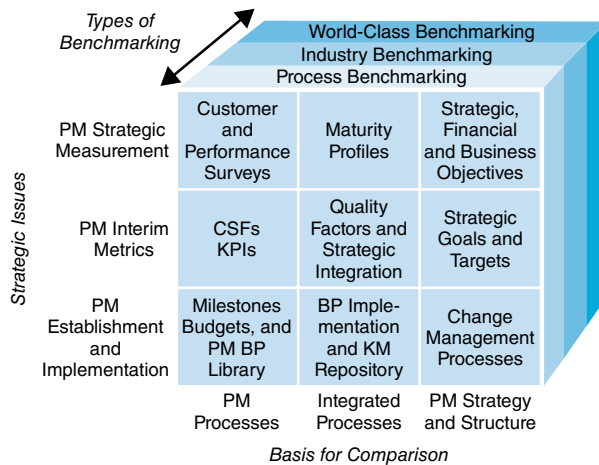 Types of
Benchmarking
World-Class Benchmarking
Industry Benchmarking
Process Benchmarking
Strategic Issues
PM Strategic
Measurement
Customer
and
Performance
Surveys
Maturity
Profiles
Strategic,
Financial
and Business
Objectives
PM Interim
Metrics
CSFs
KPIs
Quality
Factors and
Strategic
Integration
Strategic
Goals and
Targets
PM
Establishment
and
Implementation
Milestones
Budgets, and
PM BP
Library
BP Imple-
mentation
and KM
Repository
Change
Management
Processes
PM
Processes
Integrated
Processes
PM Strategy
and Structure
Basis for Comparison